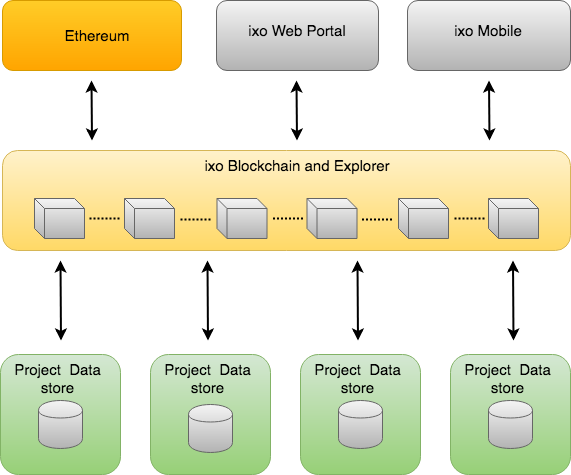 Ethereum
ixo Web Portal
ixo Mobile
ixo Blockchain and Explorer
Project Data
store
Project Data
store
Project Data
store
Project Data
store